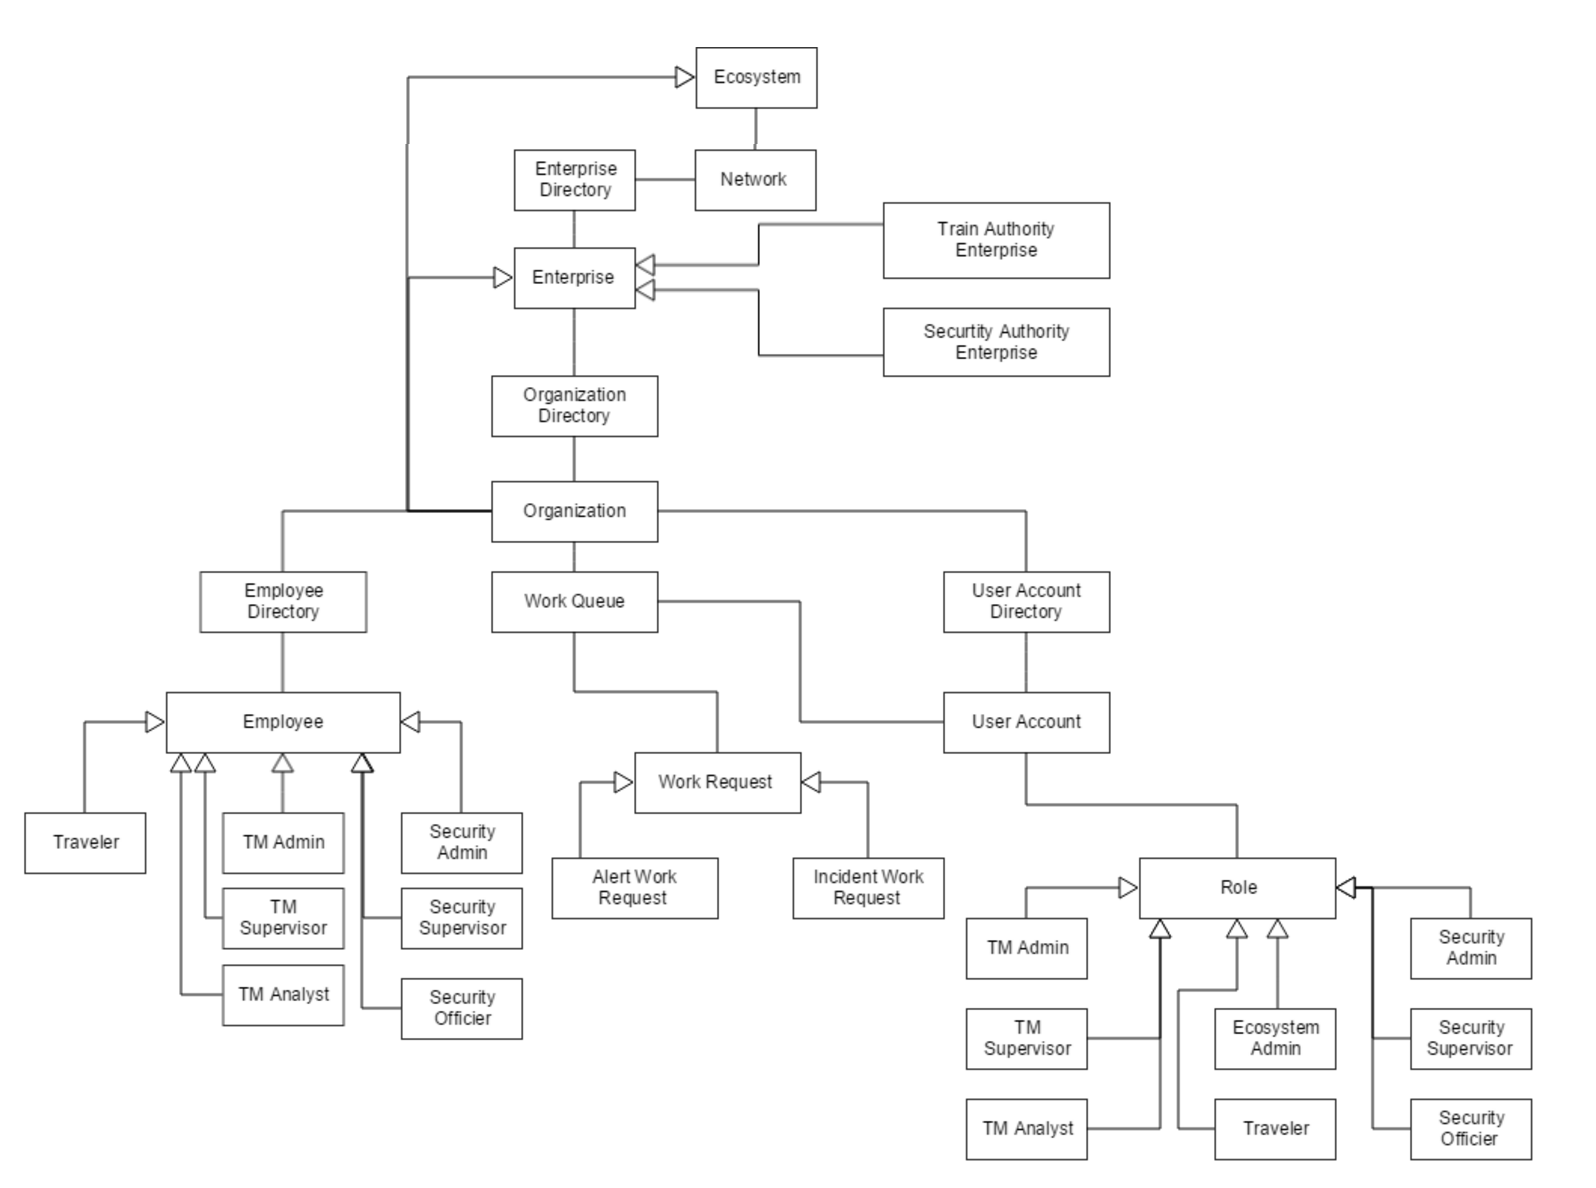 Ecosystem
Enterprise
Directory
Network
Train Authority
Enterprise
Enterprise
Securtity Authority
Enterprise
Organization
Directory
Organization
Employee
Directory
Work Queue
User Account
Directory
Employee
User Account
Work Request
Traveler
TM Admin
Security
Admin
Alert Work
Request
Incident Work
Request
Role
TM
Supervisor
Security
Supervisor
TM Admin
Security
Admin
TM Analyst
Security
Officier
TM
Supervisor
Ecosystem
Admin
Security
Supervisor
TM Analyst
Traveler
Security
Officier